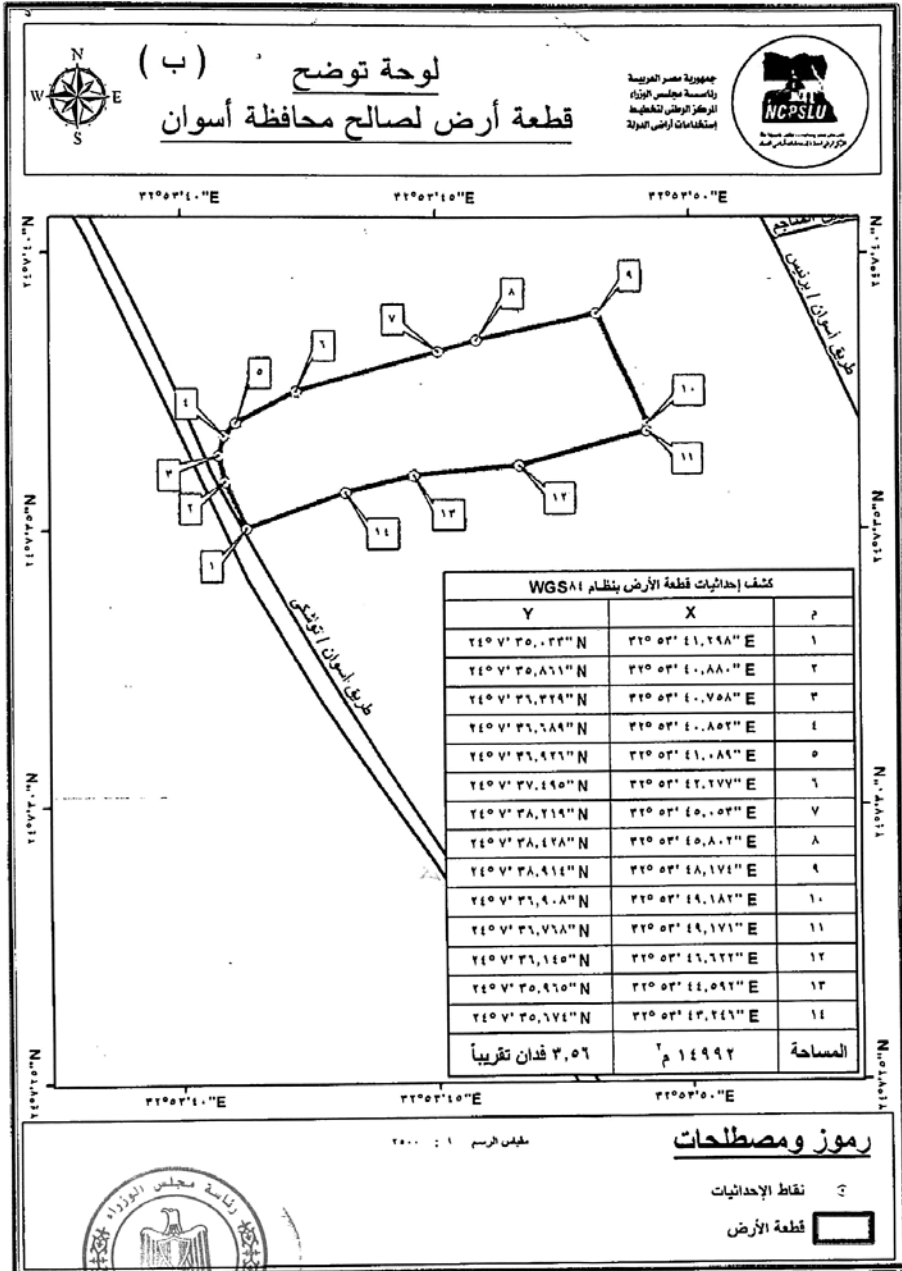 لوحة توضح
( ب )
قطعة أرض لصالح محافظة أسوان
جمهورية مصر العربية
رئاسة مجلس الوزراء
المركز الوطنى لتخطيط
إستخدامات أراضى الدولة
NCPSLU
N
W E
S
٣٢°٥٣'٤٠"E
٣٢°٥٣'٤٥"E
٣٢°٥٣'٥٠"E
طريق أسوان / برنيس
٩
٨
٧
٦
٥
٤
٣
٢
١
١٠
١١
١٢
١٣
١٤
طريق أسوان / توشكى
كشف إحداثيات قطعة الأرض بنظام WGS٨٤
م X Y
١ ٣٢° ٥٣' ٤١,٢٩٨" E ٢٤° ٧' ٣٥,٠٣٣" N
٢ ٣٢° ٥٣' ٤٠,٨٨٠" E ٢٤° ٧' ٣٥,٨٦١" N
٣ ٣٢° ٥٣' ٤٠,٧٥٨" E ٢٤° ٧' ٣٦,٣٢٩" N
٤ ٣٢° ٥٣' ٤٠,٨٥٢" E ٢٤° ٧' ٣٦,٦٨٩" N
٥ ٣٢° ٥٣' ٤١,٠٨٩" E ٢٤° ٧' ٣٦,٩٢٦" N
٦ ٣٢° ٥٣' ٤٢,٢٧٧" E ٢٤° ٧' ٣٧,٤٩٥" N
٧ ٣٢° ٥٣' ٤٥,٠٥٣" E ٢٤° ٧' ٣٨,٢١٩" N
٨ ٣٢° ٥٣' ٤٥,٨٠٢" E ٢٤° ٧' ٣٨,٤٢٨" N
٩ ٣٢° ٥٣' ٤٨,١٧٤" E ٢٤° ٧' ٣٨,٩١٤" N
١٠ ٣٢° ٥٣' ٤٩,١٨٢" E ٢٤° ٧' ٣٦,٩٠٨" N
١١ ٣٢° ٥٣' ٤٩,١٧١" E ٢٤° ٧' ٣٦,٧٦٨" N
١٢ ٣٢° ٥٣' ٤٦,٦٢٢" E ٢٤° ٧' ٣٦,١٤٥" N
١٣ ٣٢° ٥٣' ٤٤,٥٩٢" E ٢٤° ٧' ٣٥,٩٦٥" N
١٤ ٣٢° ٥٣' ٤٣,٢٤٦" E ٢٤° ٧' ٣٥,٦٧٤" N
المساحة ١٤٩٩٢ م٢ ٣,٥٦ فدان تقريباً
٣٢°٥٣'٤٠"E
٣٢°٥٣'٤٥"E
٣٢°٥٣'٥٠"E
رموز ومصطلحات
مقياس الرسم ١ : ٢٥٠٠
نقاط الإحداثيات
قطعة الأرض
رئاسة مجلس الوزراء